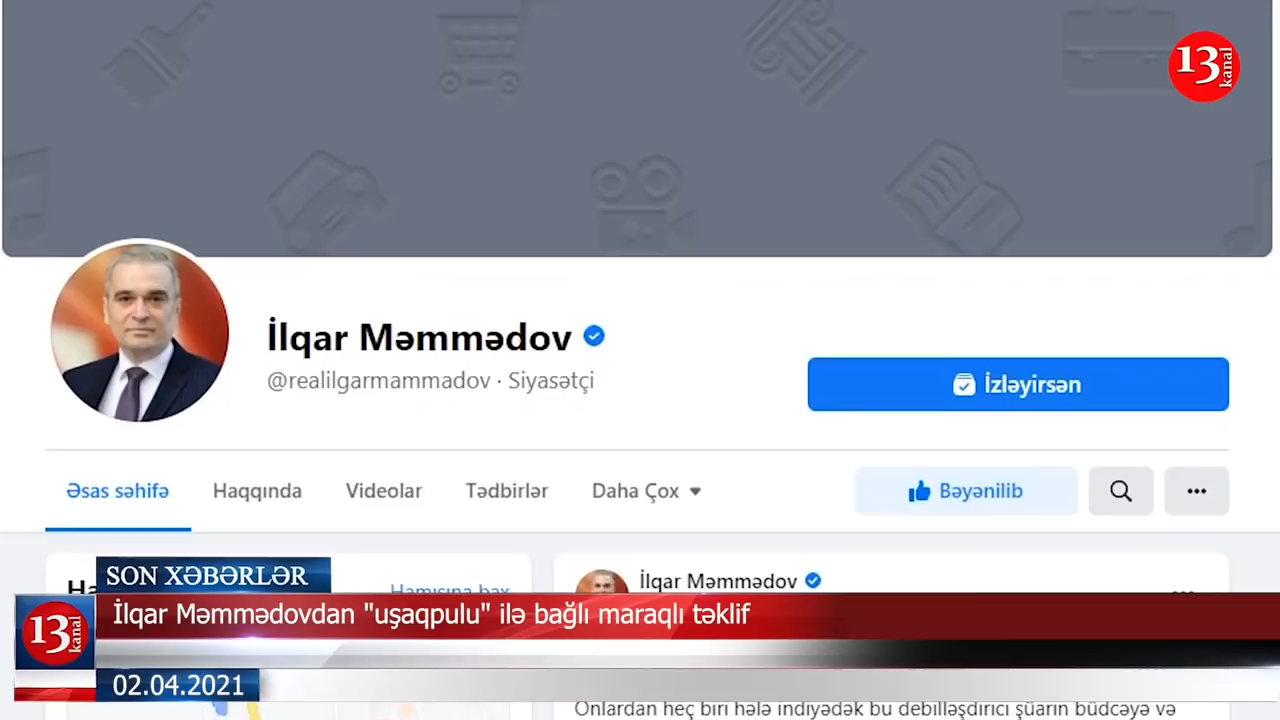 13 kanal
İlqar Məmmədov
@realilgarmammadov · Siyasətçi
İzləyirsən
Əsas səhifə Haqqında Videolar Tədbirlər Daha Çox
Bəyənilib
Hamısına bax
İlqar Məmmədov
SON XƏBƏRLƏR
İlqar Məmmədovdan "uşaqpulu" ilə bağlı maraqlı təklif
13 kanal
02.04.2021
Onlardan heç biri hələ indiyədək bu debilləşdirici şüarın büdcəyə və